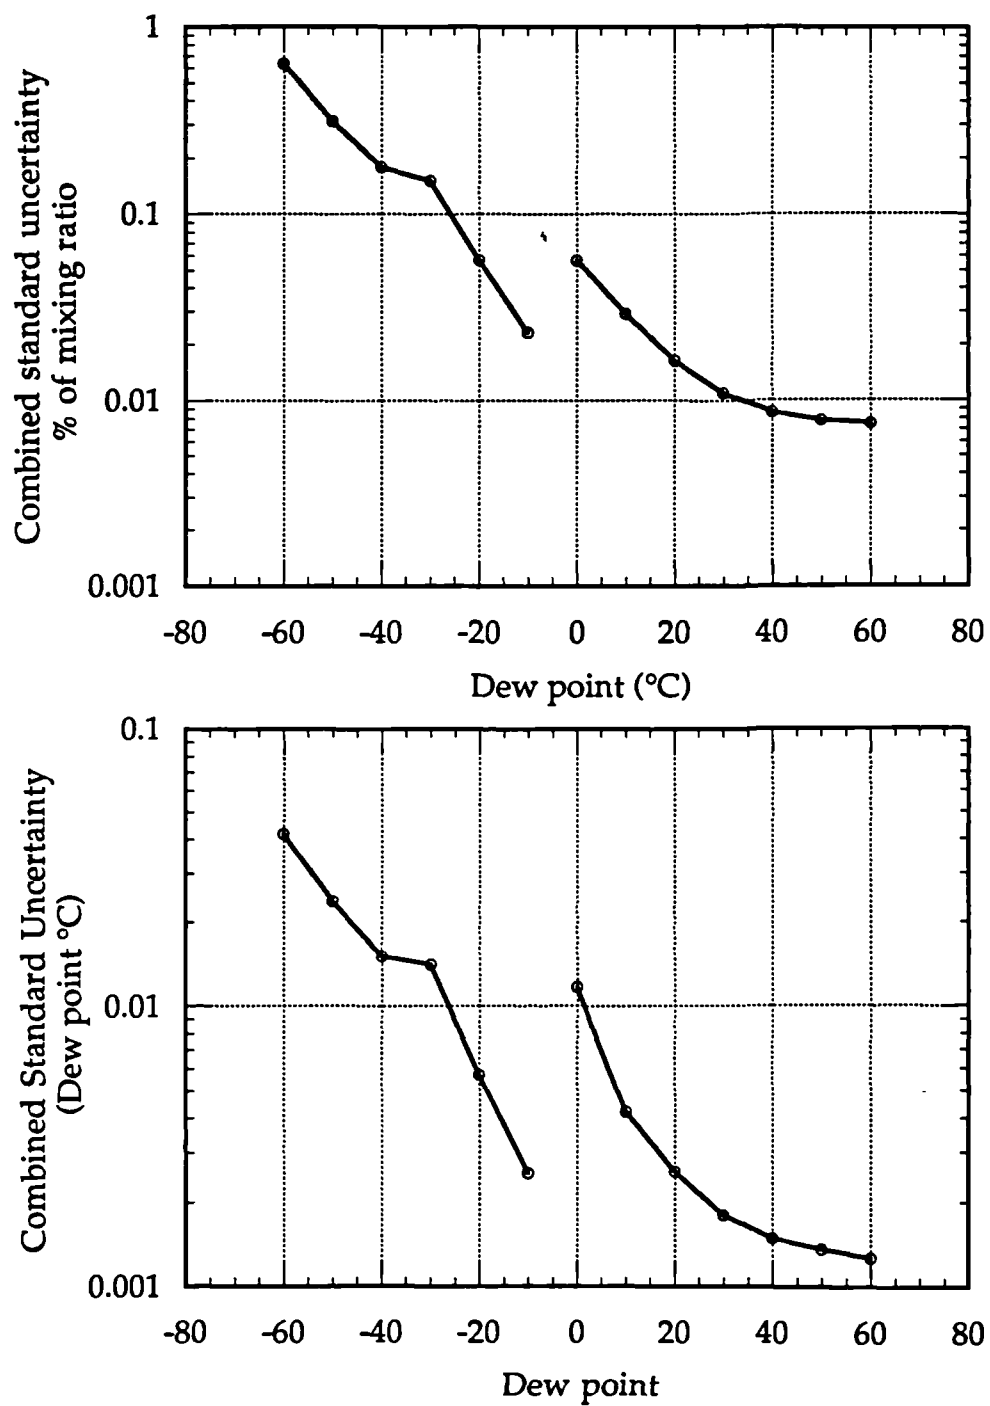 1
0.1
0.01
0.001
Combined standard uncertainty
% of mixing ratio
-80 -60 -40 -20 0 20 40 60 80
Dew point (°C)
0.1
0.01
0.001
Combined Standard Uncertainty
(Dew point °C)
-80 -60 -40 -20 0 20 40 60 80
Dew point